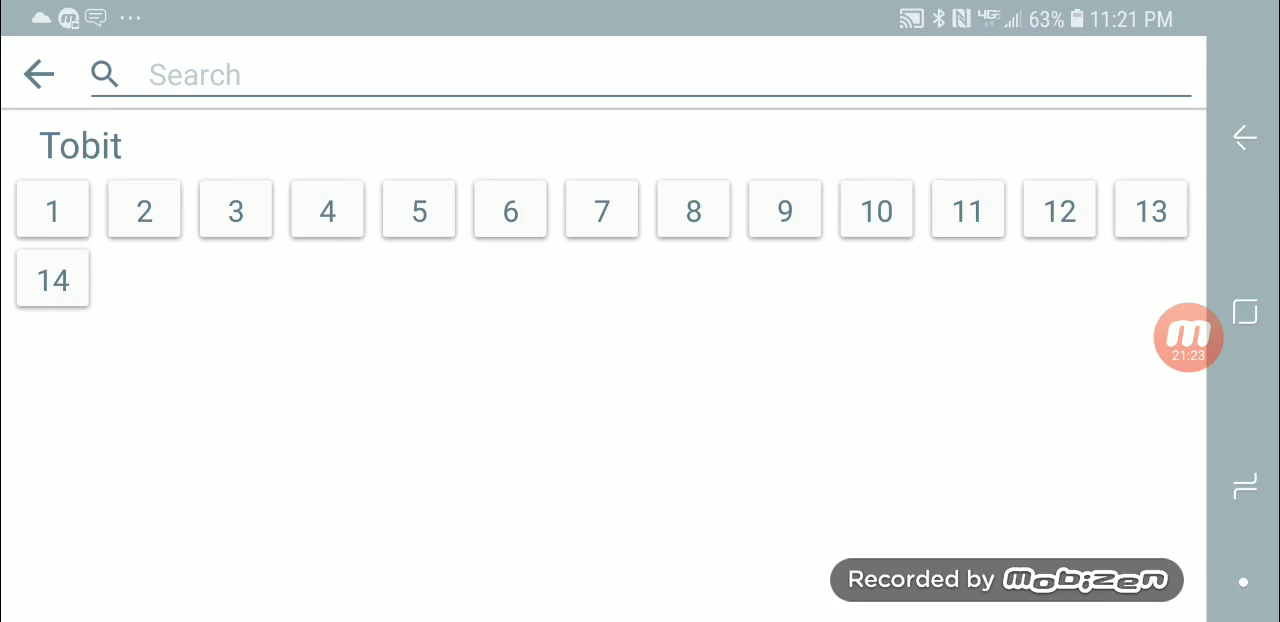 4G 63% 11:21 PM
Search
Tobit
1 2 3 4 5 6 7 8 9 10 11 12 13
14
m
21:23
Recorded by mobizen